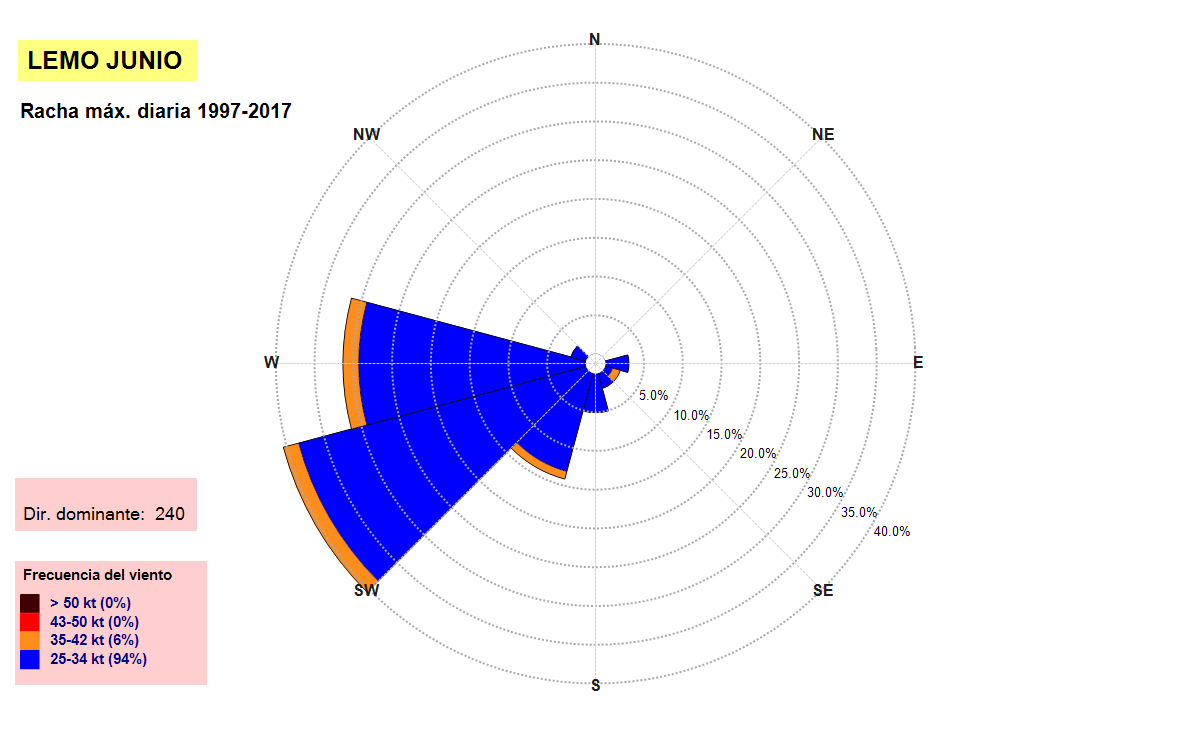 LEMO JUNIO
Racha máx. diaria 1997-2017
N
NW
NE
W
E
5.0%
10.0%
15.0%
20.0%
25.0%
30.0%
35.0%
40.0%
SW
SE
S
Dir. dominante: 240
Frecuencia del viento
> 50 kt (0%)
43-50 kt (0%)
35-42 kt (6%)
25-34 kt (94%)